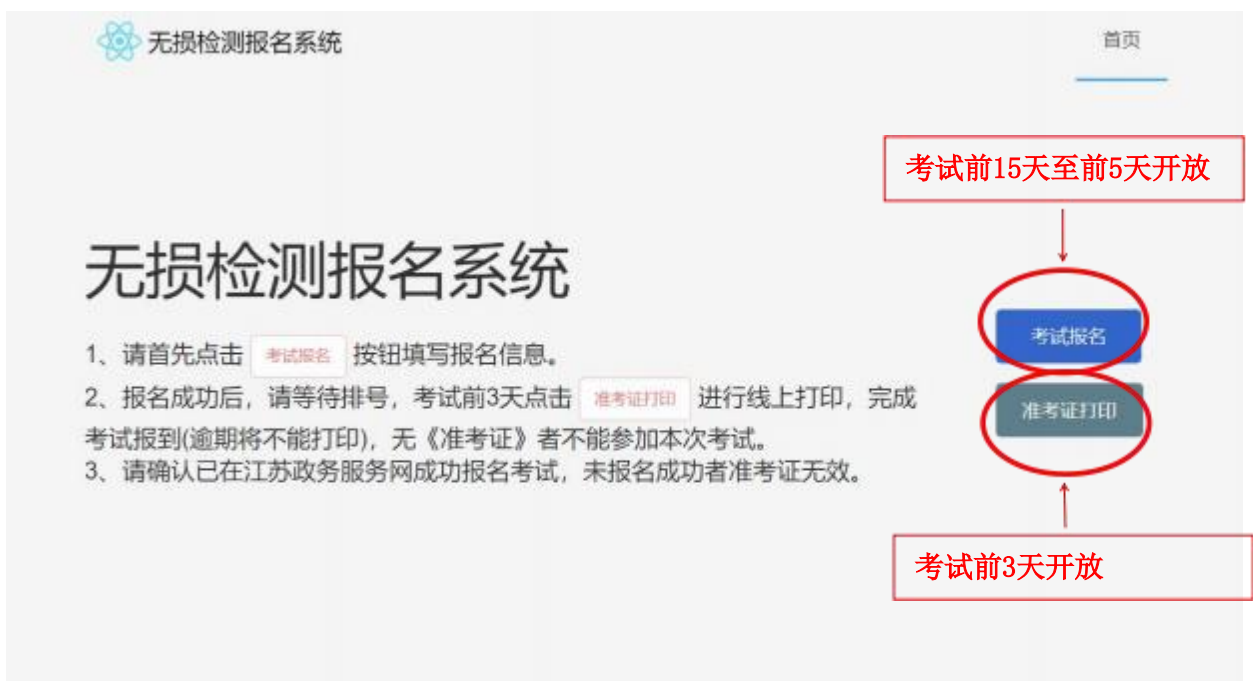 无损检测报名系统
首页
考试前15天至前5天开放
无损检测报名系统
考试报名
1、请首先点击 考试报名 按钮填写报名信息。
2、报名成功后，请等待排号，考试前3天点击 准考证打印 进行线上打印，完成
准考证打印
考试报到(逾期将不能打印)，无《准考证》者不能参加本次考试。
3、请确认已在江苏政务服务网成功报名考试，未报名成功者准考证无效。
考试前3天开放